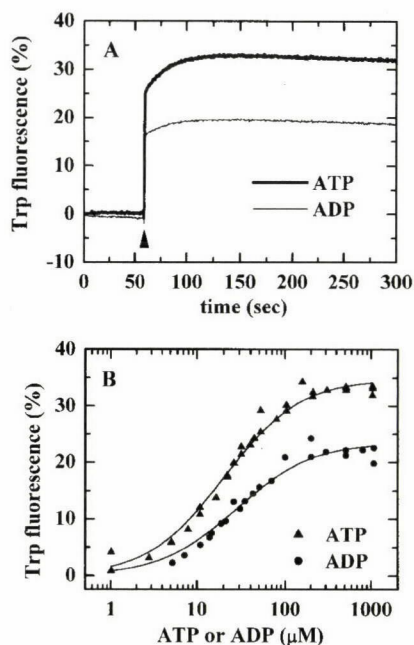 A
Trp fluorescence (%)
40
30
20
10
0
-10
ATP
ADP
0 50 100 150 200 250 300
time (sec)
B
Trp fluorescence (%)
40
30
20
10
0
ATP
ADP
1 10 100 1000
ATP or ADP (μM)